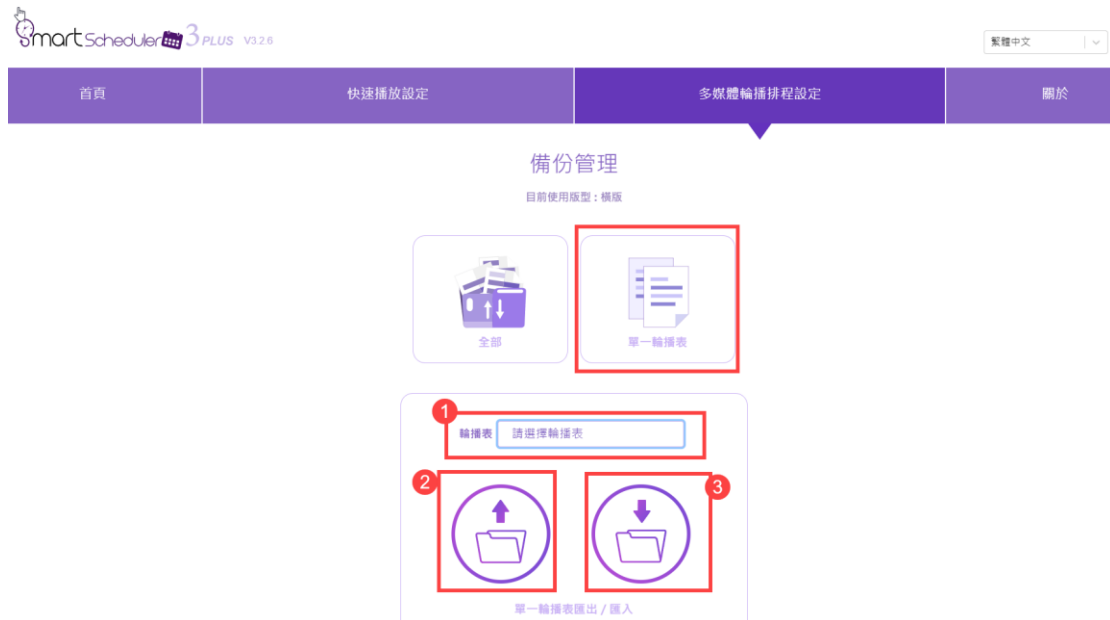 SmartScheduler 3 PLUS V3.2.6
繁體中文
首頁 快速播放設定 多媒體輪播排程設定 關於
備份管理
目前使用版型 : 橫版
全部 單一輪播表
1
輪播表 請選擇輪播表
2 3
單一輪播表匯出 / 匯入